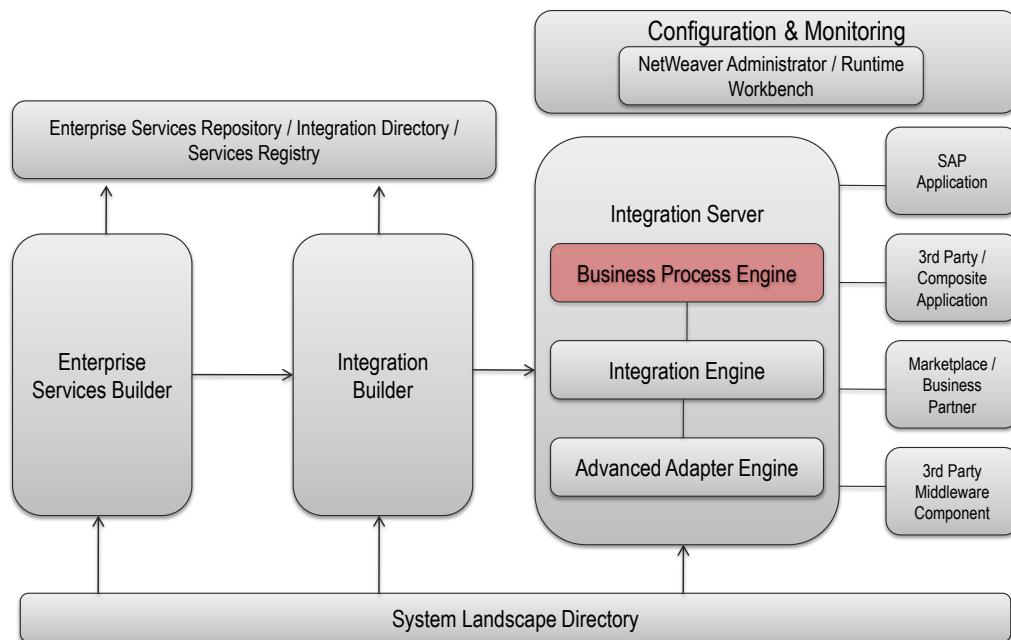 Configuration & Monitoring
NetWeaver Administrator / Runtime
Workbench
Enterprise Services Repository / Integration Directory /
Services Registry
Enterprise
Services Builder
Integration
Builder
Integration Server
Business Process Engine
Integration Engine
Advanced Adapter Engine
SAP
Application
3rd Party /
Composite
Application
Marketplace /
Business
Partner
3rd Party
Middleware
Component
System Landscape Directory